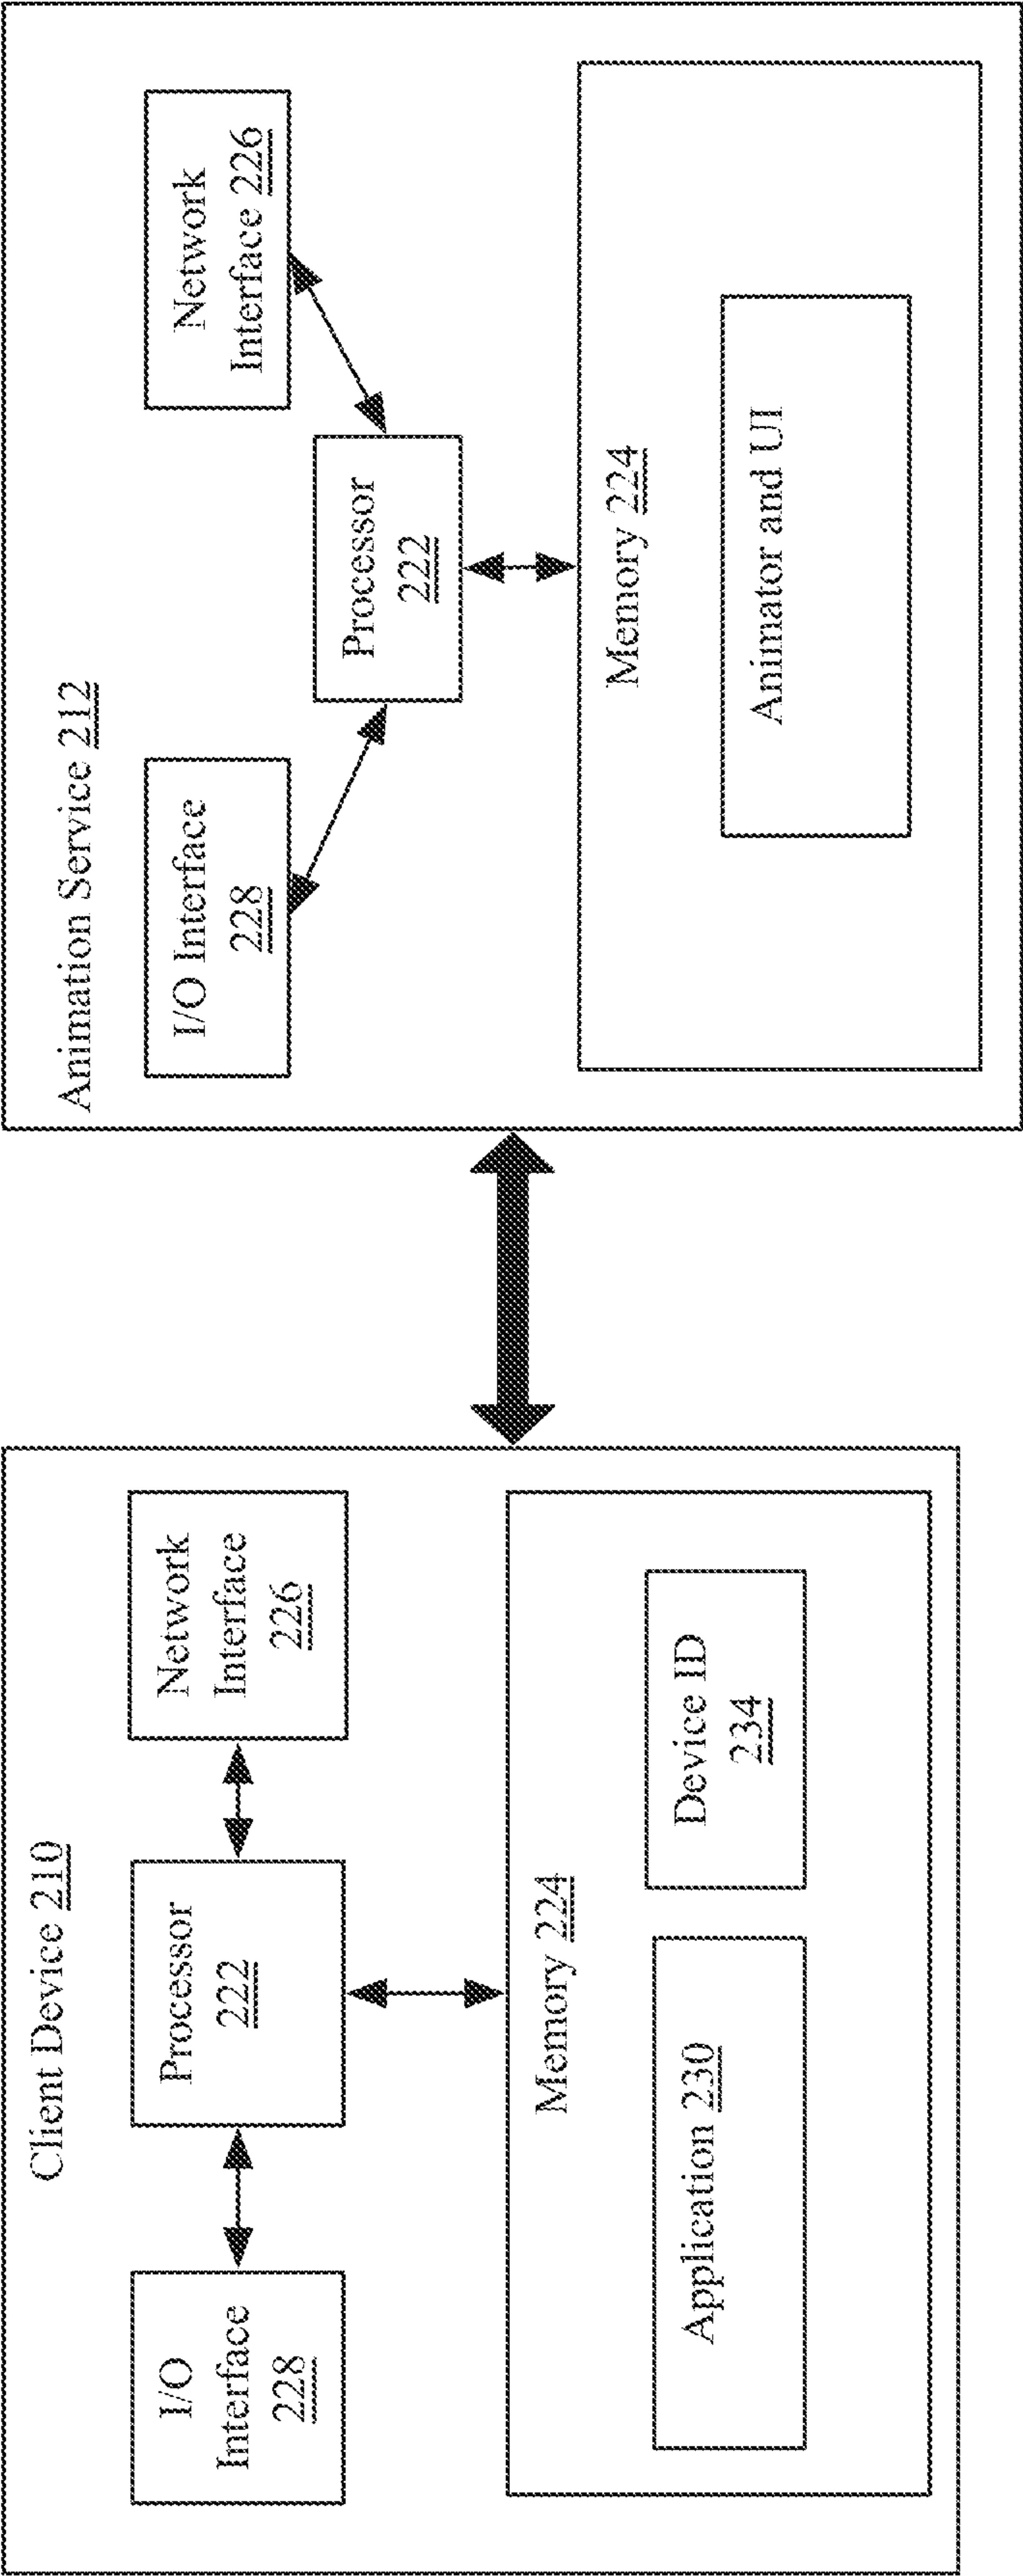 Client Device 210
I/O
Interface
228
Processor
222
Network
Interface
226
Memory 224
Application 230
Device ID
234
Animation Service 212
I/O Interface
228
Processor
222
Network
Interface 226
Memory 224
Animator and UI